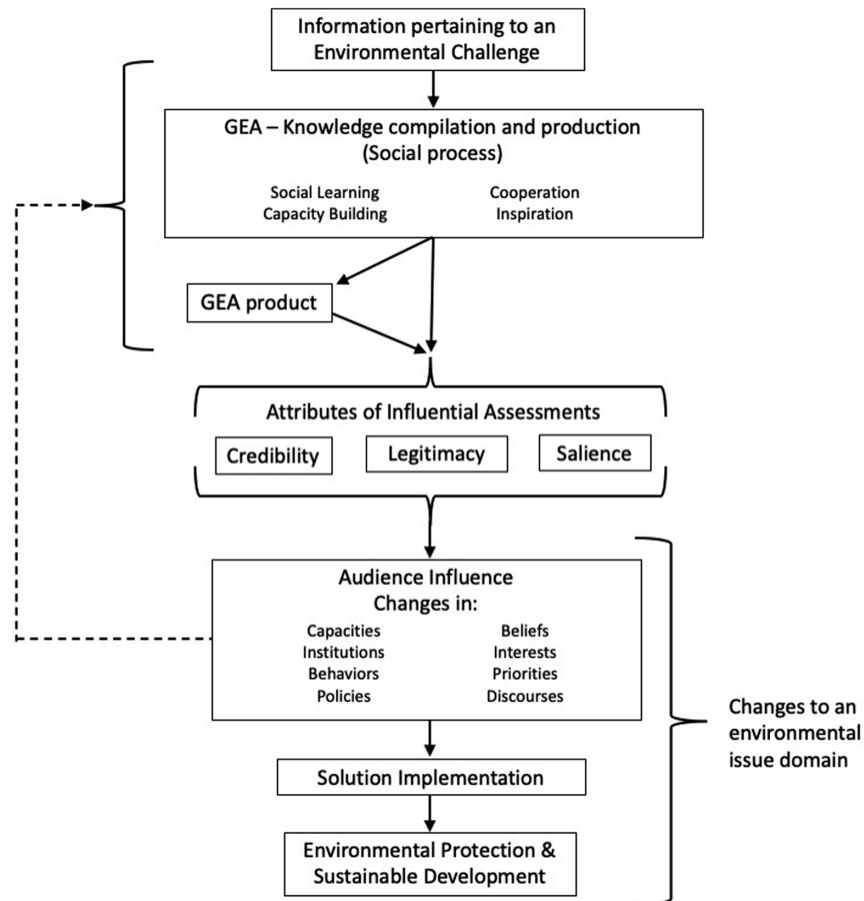 Information pertaining to an
Environmental Challenge
GEA – Knowledge compilation and production
(Social process)
Social Learning
Capacity Building
Cooperation
Inspiration
GEA product
Attributes of Influential Assessments
Credibility
Legitimacy
Salience
Audience Influence
Changes in:
Capacities
Institutions
Behaviors
Policies
Beliefs
Interests
Priorities
Discourses
Changes to an
environmental
issue domain
Solution Implementation
Environmental Protection &
Sustainable Development